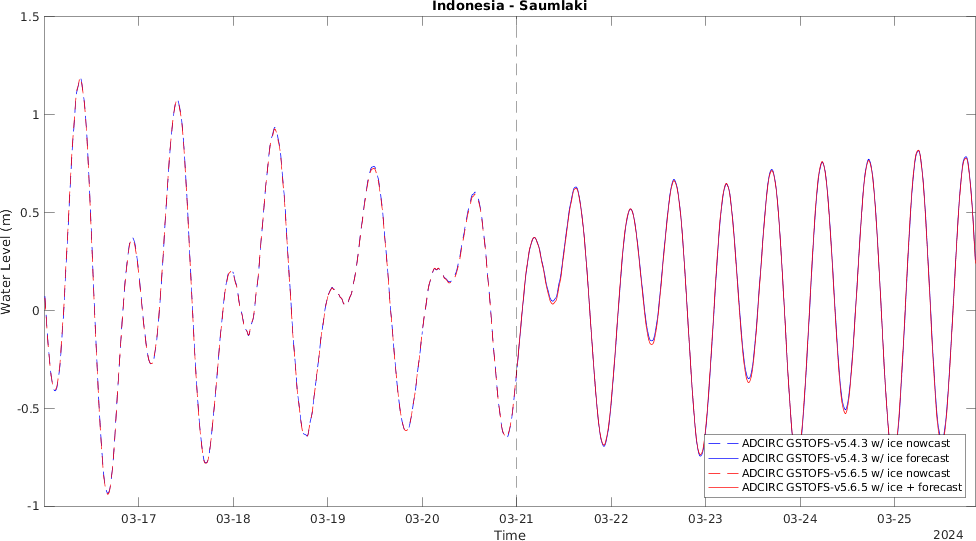 Indonesia - Saumlaki
1.5
1
0.5
0
-0.5
-1
Water Level (m)
03-17 03-18 03-19 03-20 03-21 03-22 03-23 03-24 03-25
Time
2024
ADCIRC GSTOFS-v5.4.3 w/ ice nowcast
ADCIRC GSTOFS-v5.4.3 w/ ice forecast
ADCIRC GSTOFS-v5.6.5 w/ ice nowcast
ADCIRC GSTOFS-v5.6.5 w/ ice + forecast